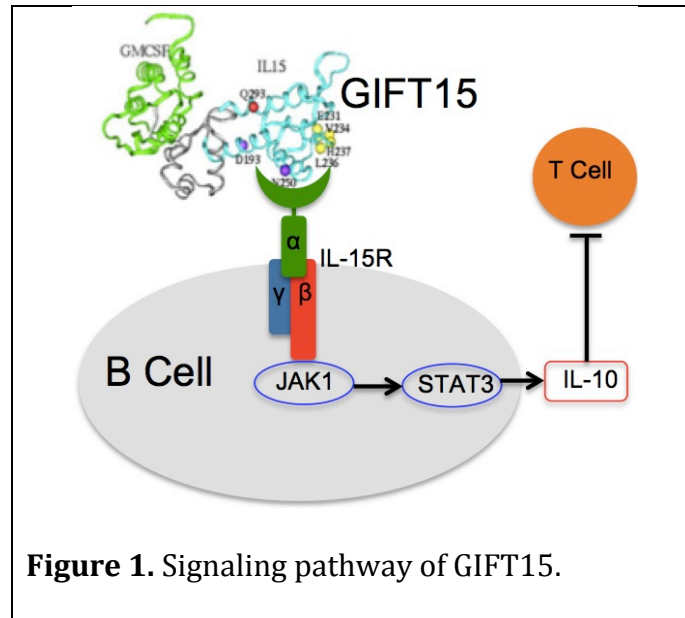 GMCSF
IL15
GIFT15
Q293
E231
V234
H237
L236
D193
N250
T Cell
α
IL-15R
γ
β
B Cell
JAK1
STAT3
IL-10
Figure 1. Signaling pathway of GIFT15.